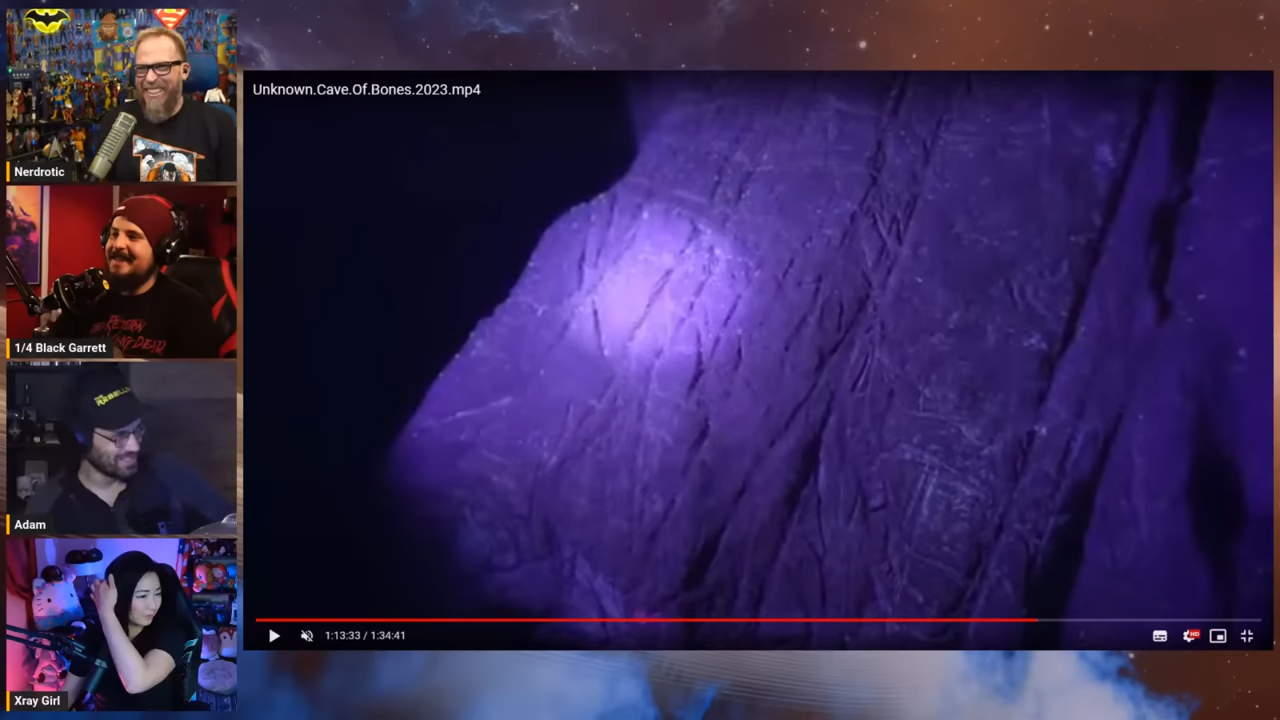 Unknown.Cave.Of.Bones.2023.mp4
Nerdrotic
1/4 Black Garrett
Adam
Xray Girl
1:13:33 / 1:34:41
HD